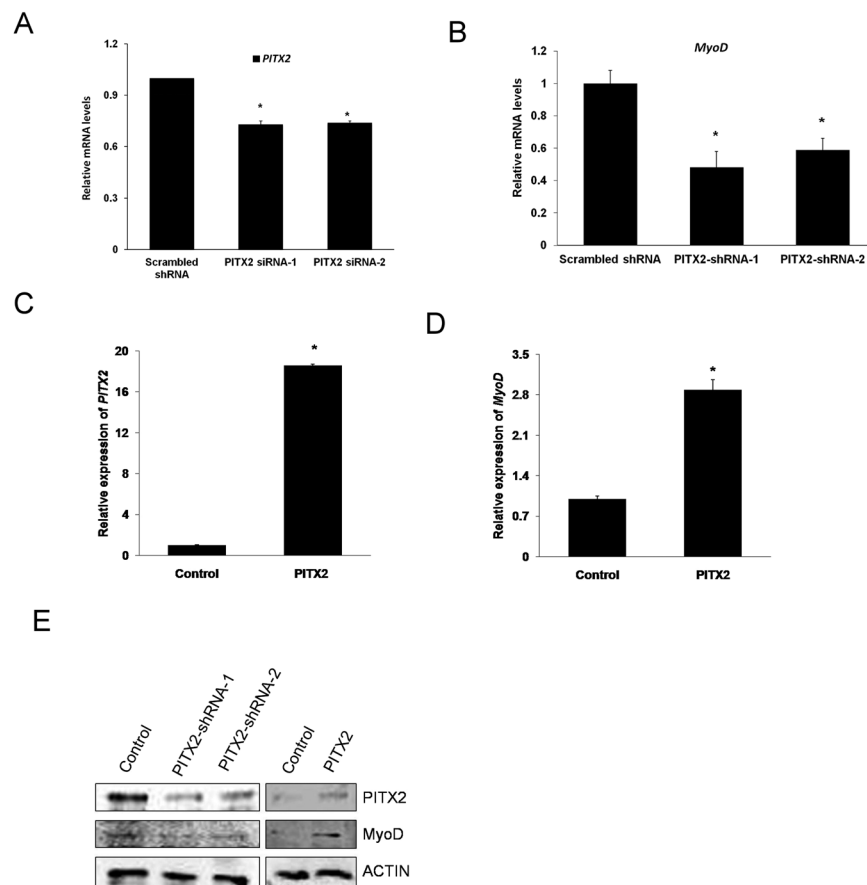 A
1.2
0.9
0.6
0.3
0
Relative mRNA levels
PITX2
*
*
Scrambled
shRNA
PITX2 siRNA-1
PITX2 siRNA-2
B
MyoD
1.2
1
0.8
0.6
0.4
0.2
0
Relative mRNA levels
*
*
Scrambled shRNA
PITX2-shRNA-1
PITX2-shRNA-2
C
20
16
12
8
4
0
Relative expression of PITX2
*
Control
PITX2
D
3.5
2.8
2.1
1.4
0.7
0
Relative expression of MyoD
*
Control
PITX2
E
Control
PITX2-shRNA-1
PITX2-shRNA-2
Control
PITX2
PITX2
MyoD
ACTIN